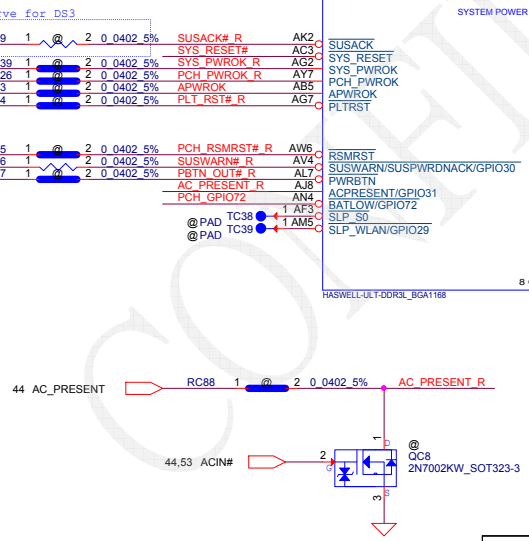 rve for DS3
SYSTEM POWER
9 1 @ 2 0_0402_5% SUSACK#_R AK2 SUSACK
SYS_RESET# AC3 SYS_RESET
39 1 @ 2 0_0402_5% SYS_PWROK_R AG2 SYS_PWROK
26 1 @ 2 0_0402_5% PCH_PWROK_R AY7 PCH_PWROK
3 1 @ 2 0_0402_5% APWROK AB5 APWROK
4 1 @ 2 0_0402_5% PLT_RST#_R AG7 PLTRST
5 1 @ 2 0_0402_5% PCH_RSMRST#_R AW6 RSMRST
6 1 2 0_0402_5% SUSWARN#_R AV4 SUSWARN/SUSPWRDNACK/GPIO30
7 1 @ 2 0_0402_5% PBTN_OUT#_R AL7 PWRBTN
AC_PRESENT_R AJ8 ACPRESENT/GPIO31
PCH_GPIO72 AN4 BATLOW/GPIO72
@ PAD TC38 1 AF3 SLP_S0
@ PAD TC39 1 AM5 SLP_WLAN/GPIO29
8
HASWELL-ULT-DDR3L_BGA1168
44 AC_PRESENT RC88 1 @ 2 0_0402_5% AC_PRESENT_R
44,53 ACIN# 2 G 1 D 3 S
@
QC8
2N7002KW_SOT323-3